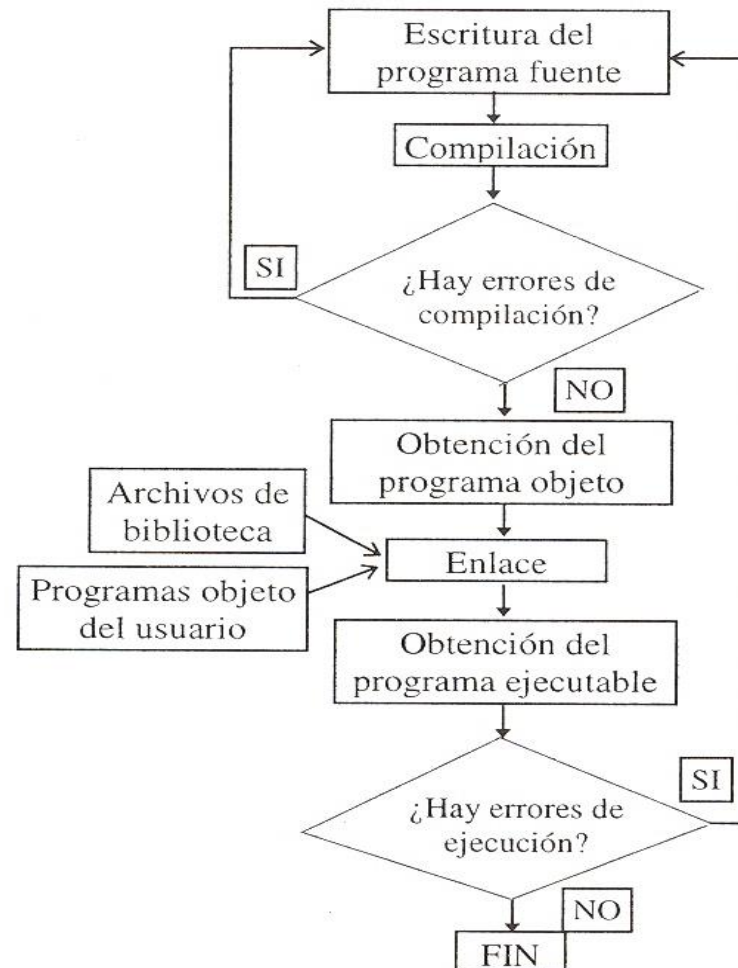 Escritura del
programa fuente
Compilación
SI
¿Hay errores de
compilación?
NO
Obtención del
programa objeto
Archivos de
biblioteca
Enlace
Programas objeto
del usuario
Obtención del
programa ejecutable
SI
¿Hay errores de
ejecución?
NO
FIN